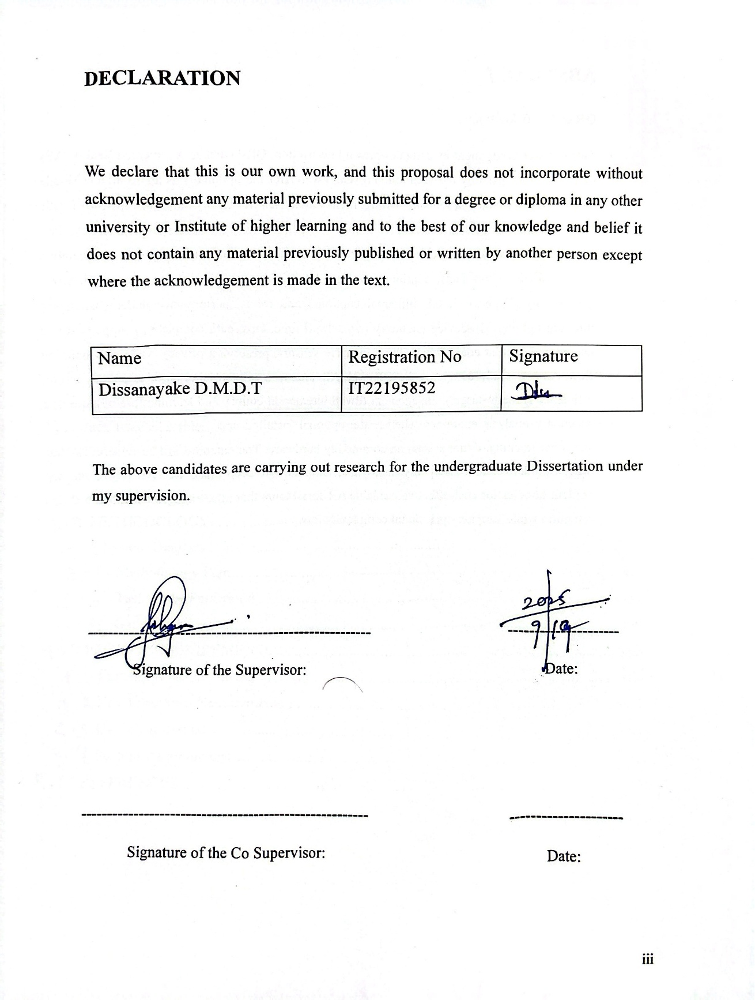 DECLARATION
We declare that this is our own work, and this proposal does not incorporate without
acknowledgement any material previously submitted for a degree or diploma in any other
university or Institute of higher learning and to the best of our knowledge and belief it
does not contain any material previously published or written by another person except
where the acknowledgement is made in the text.
Name Registration No Signature
Dissanayake D.M.D.T IT22195852
The above candidates are carrying out research for the undergraduate Dissertation under
my supervision.
2025
9
Signature of the Supervisor: Date:
Signature of the Co Supervisor: Date:
iii